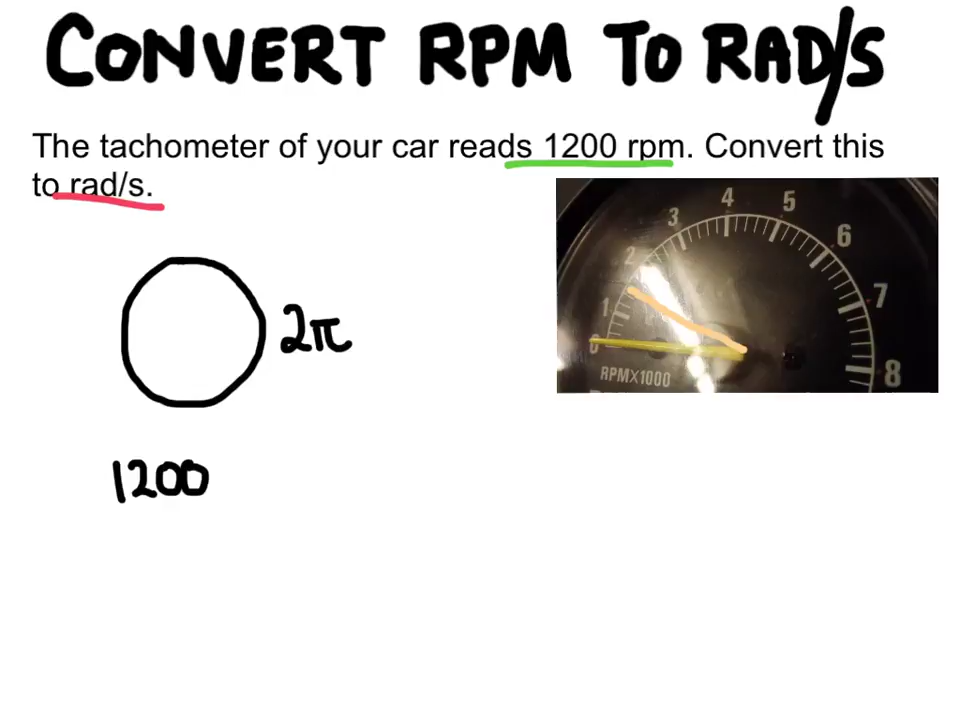 CONVERT RPM TO RAD/S
The tachometer of your car reads 1200 rpm. Convert this
to rad/s.
0
1
2
3
4
5
6
7
8
RPMX1000
2π
1200